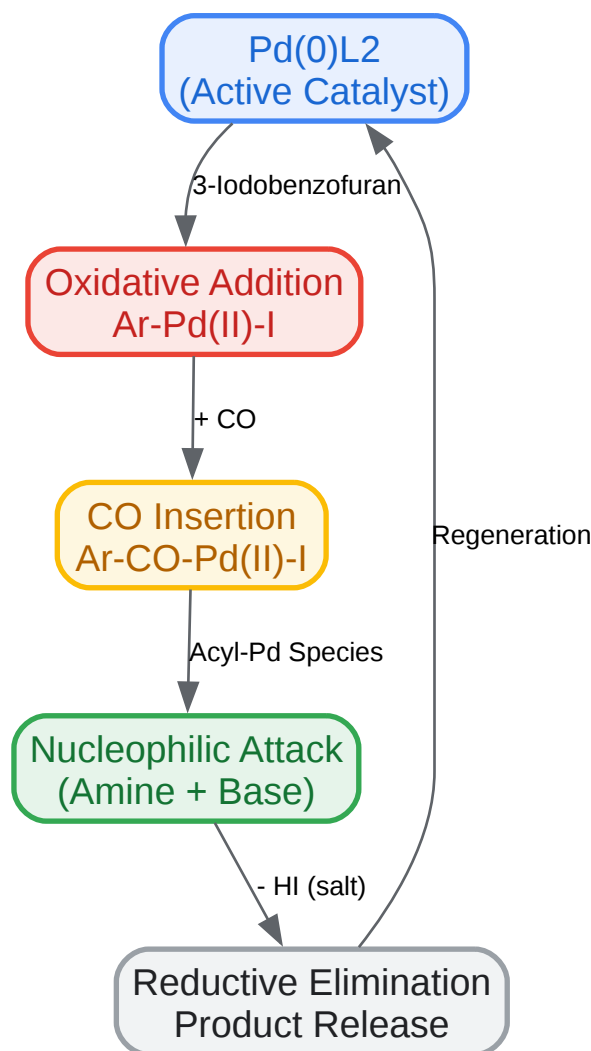 Pd(0)L2
(Active Catalyst)
3-Iodobenzofuran
Oxidative Addition
Ar-Pd(II)-I
+ CO
CO Insertion
Ar-CO-Pd(II)-I
Regeneration
Acyl-Pd Species
Nucleophilic Attack
(Amine + Base)
- HI (salt)
Reductive Elimination
Product Release